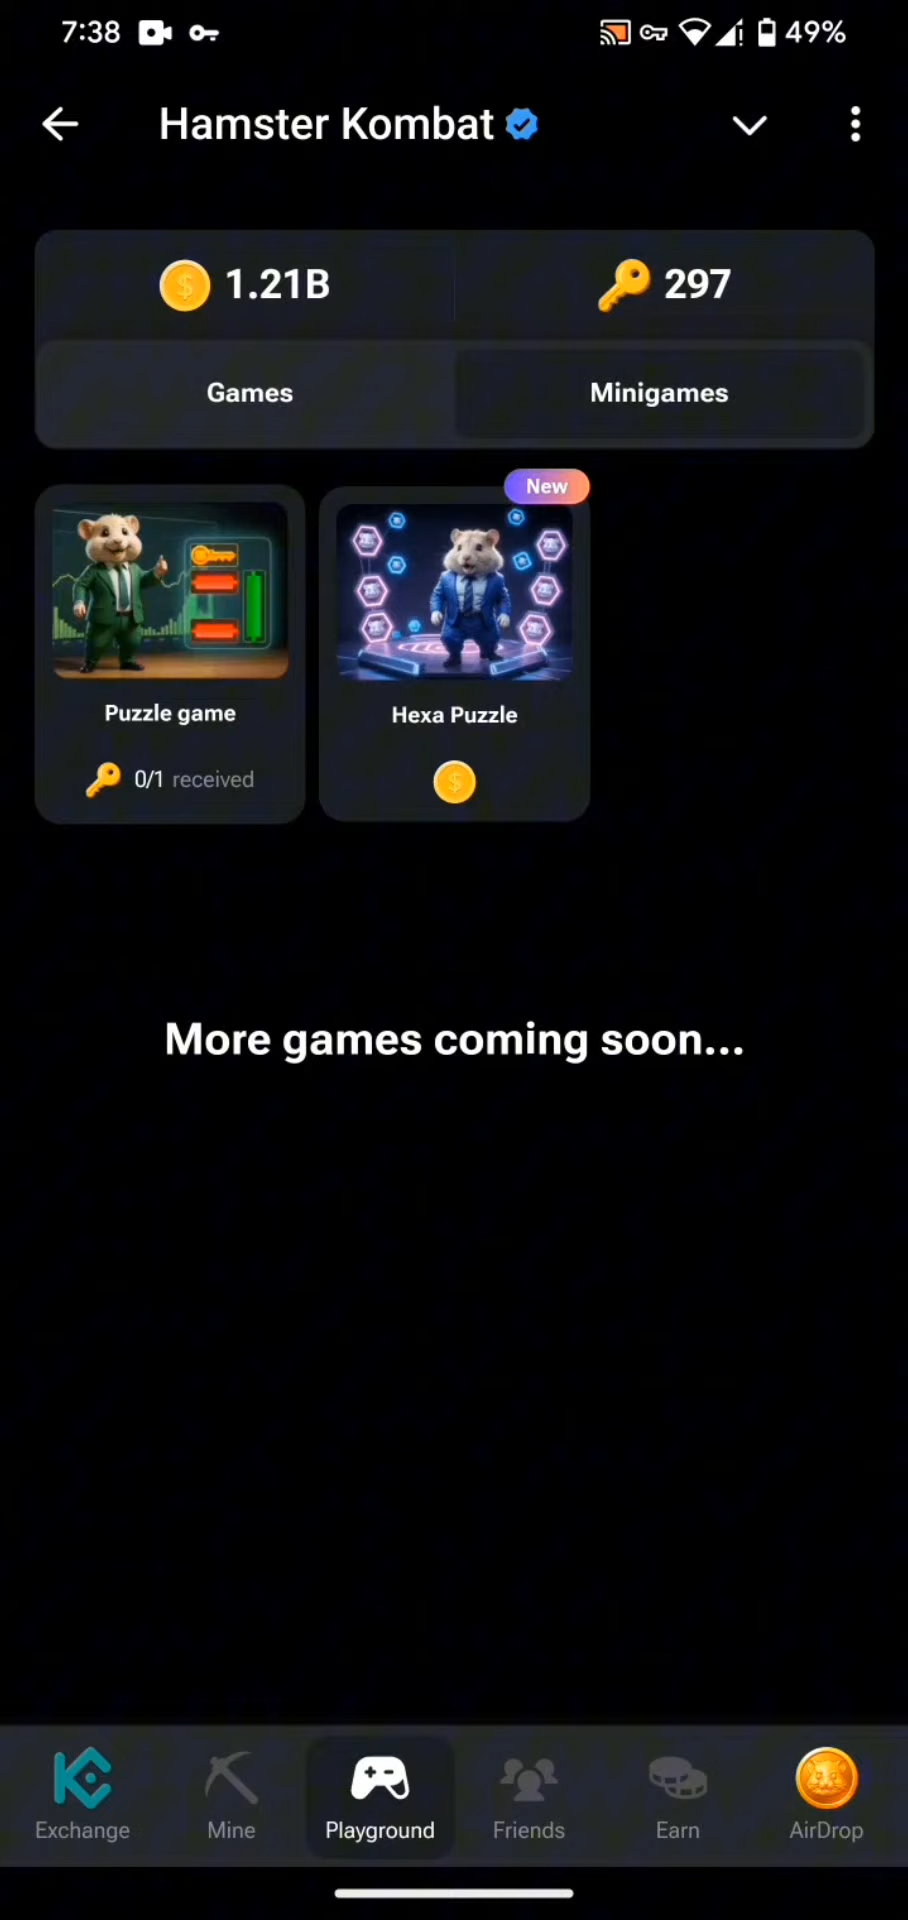 7:38 49%
Hamster Kombat
1.21B 297
Games Minigames
New
Puzzle game Hexa Puzzle
0/1 received
More games coming soon...
Exchange Mine Playground Friends Earn AirDrop